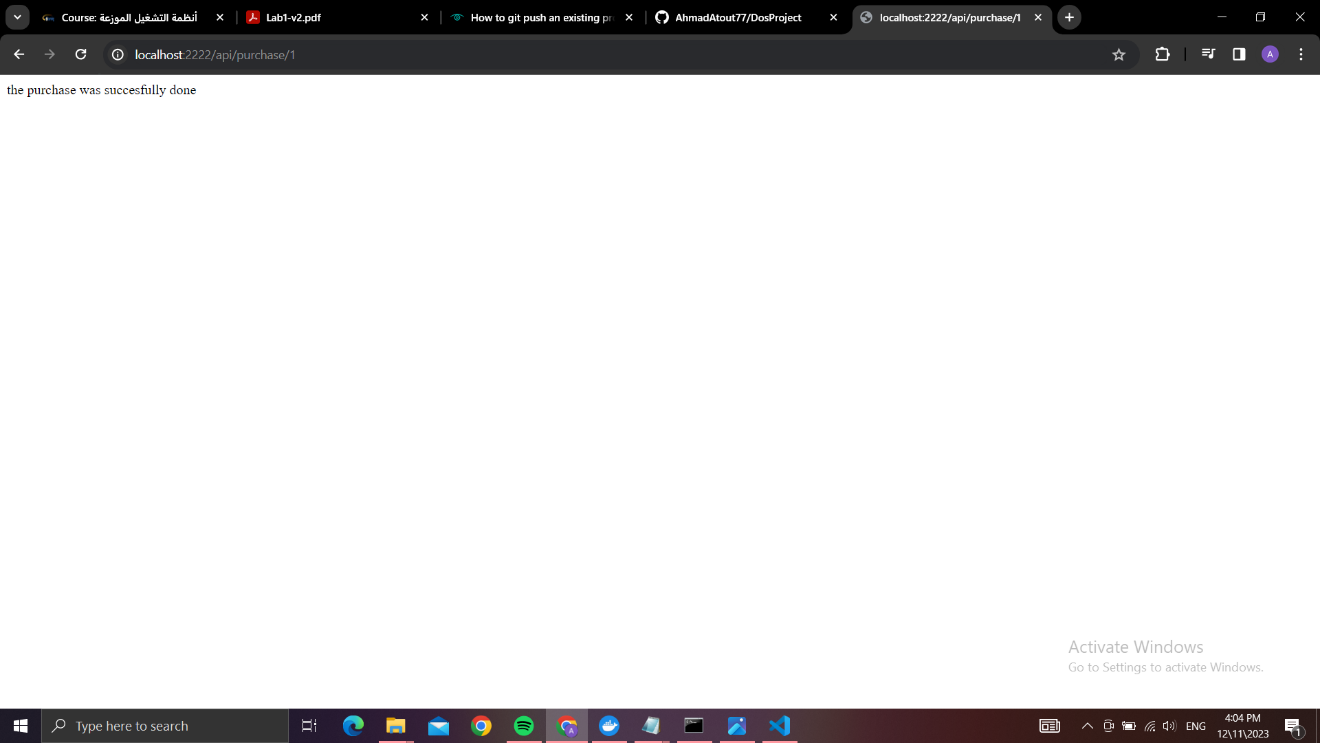 Course: أنظمة التشغيل الموزعة
Lab1-v2.pdf
How to git push an existing pr
AhmadAtout77/DosProject
localhost:2222/api/purchase/1
localhost:2222/api/purchase/1
A
the purchase was succesfully done
Activate Windows
Go to Settings to activate Windows.
Type here to search
A
ENG
4:04 PM
12\11\2023
1